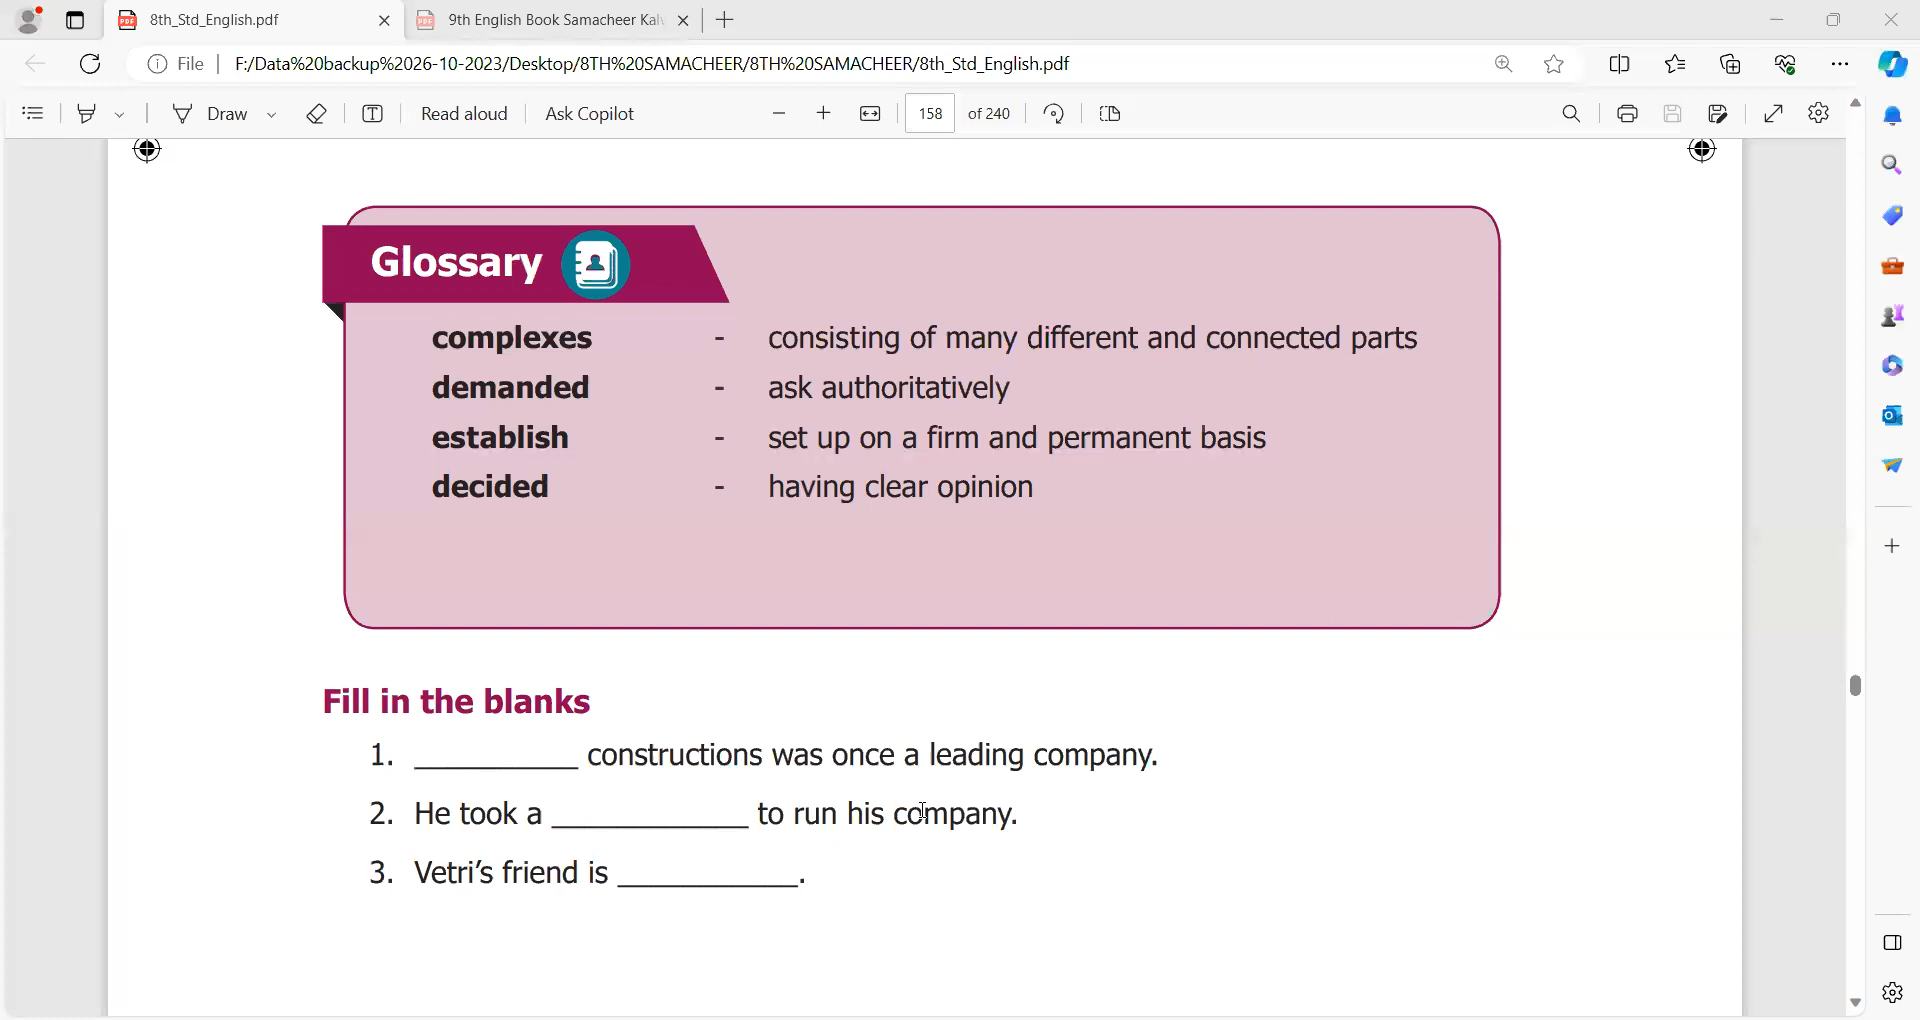 8th_Std_English.pdf
9th English Book Samacheer Kal
File
F:/Data%20backup%2026-10-2023/Desktop/8TH%20SAMACHEER/8TH%20SAMACHEER/8th_Std_English.pdf
Draw
Read aloud
Ask Copilot
158 of 240
Glossary
complexes - consisting of many different and connected parts
demanded - ask authoritatively
establish - set up on a firm and permanent basis
decided - having clear opinion
Fill in the blanks
1. __________ constructions was once a leading company.
2. He took a ____________ to run his company.
3. Vetri's friend is ___________.